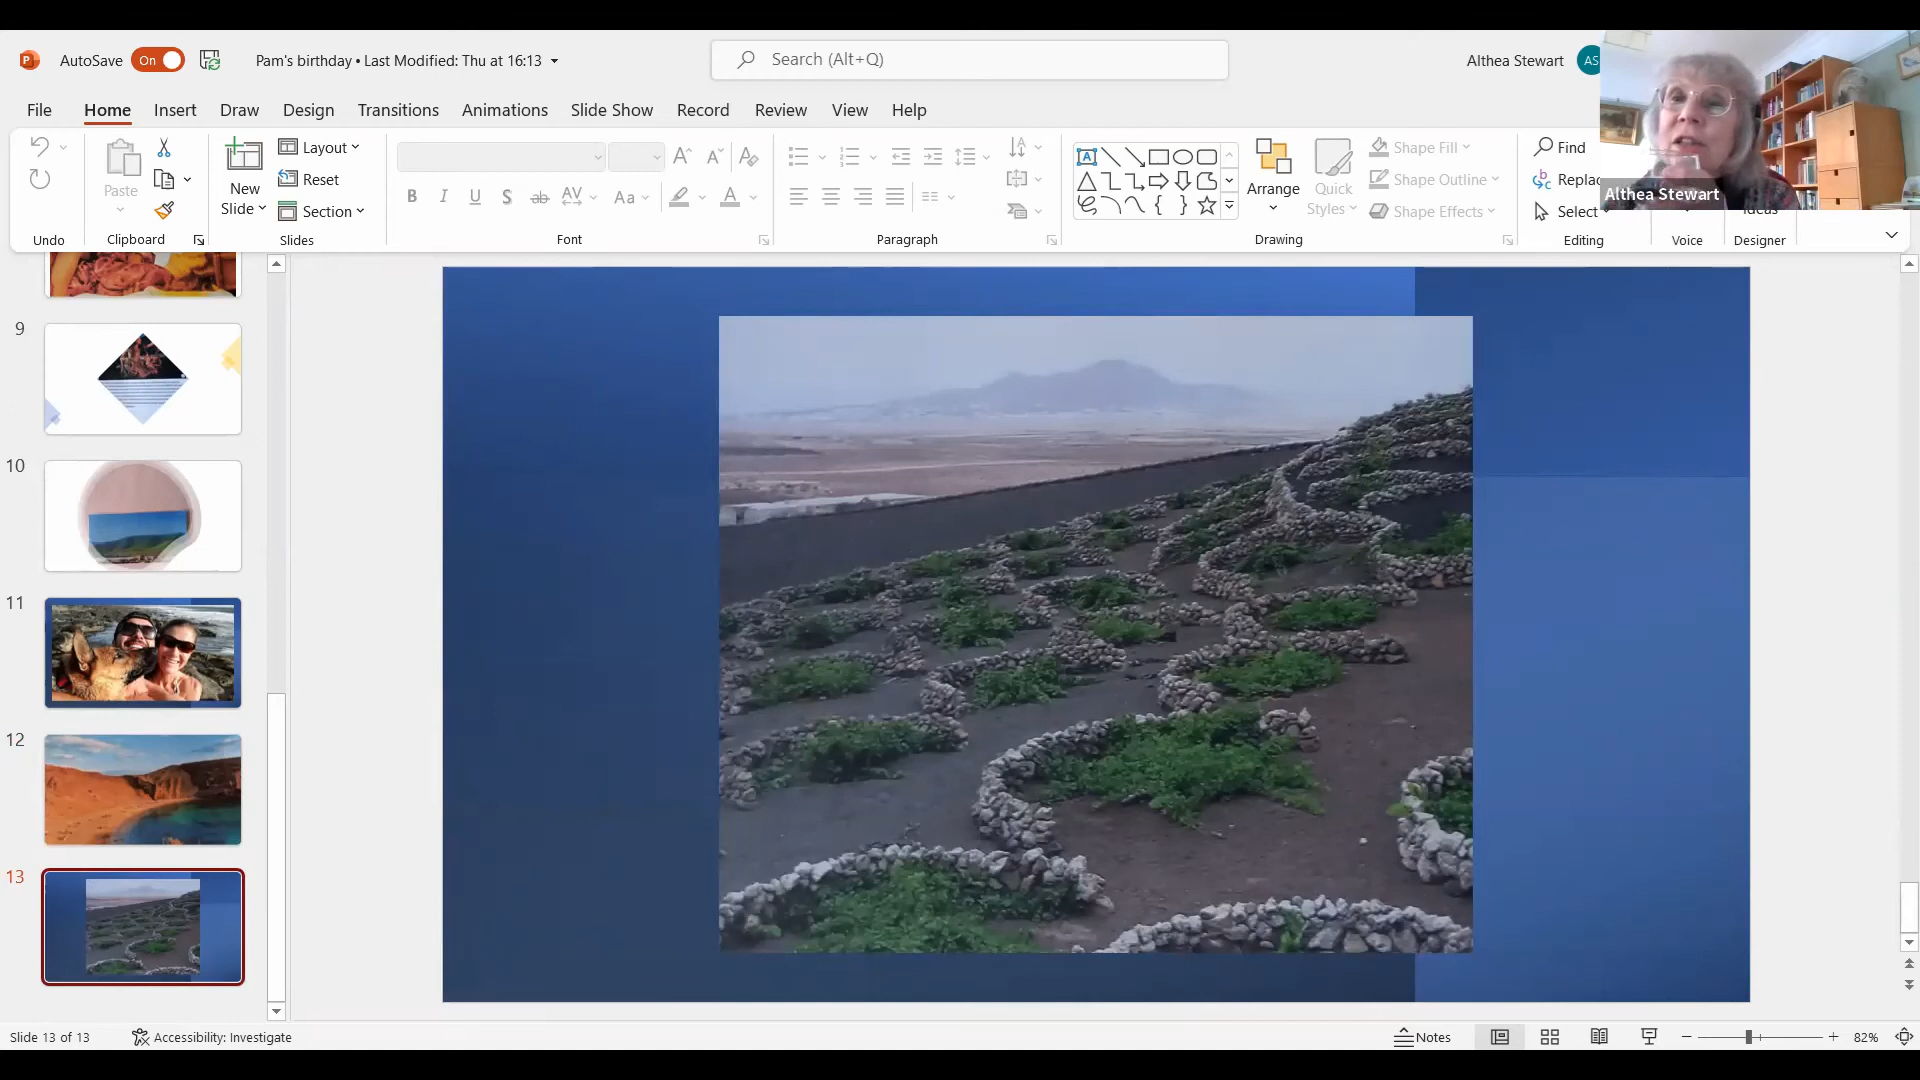 AutoSave On Pam's birthday • Last Modified: Thu at 16:13 Search (Alt+Q) Althea Stewart AS
File Home Insert Draw Design Transitions Animations Slide Show Record Review View Help
Paste
New
Slide
Layout
Reset
Section
B I U S ab AV Aa A
Arrange
Quick
Styles
Shape Fill
Shape Outline
Shape Effects
Find
Replac
Select
Althea Stewart
Undo Clipboard Slides Font Paragraph Drawing Editing Voice Designer
9
10
11
12
13
Slide 13 of 13 Accessibility: Investigate Notes 82%